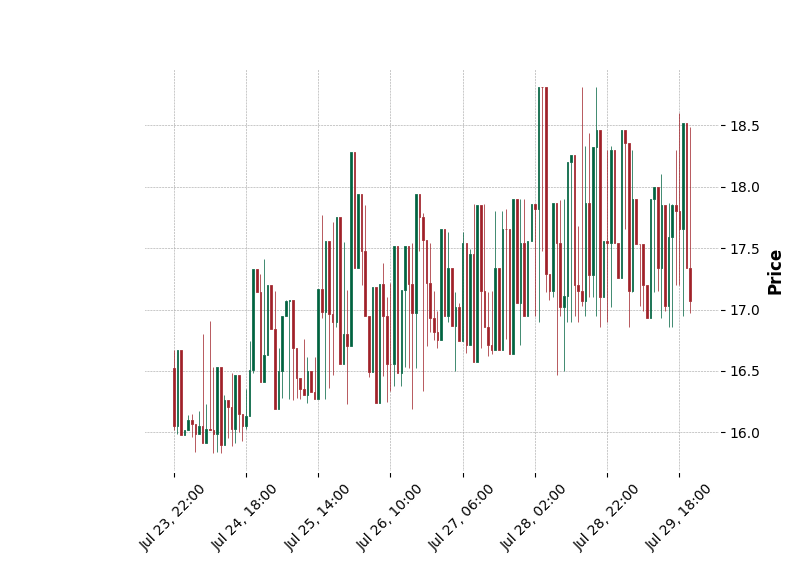 18.5
18.0
17.5
17.0
16.5
16.0
Price
Jul 23, 22:00
Jul 24, 18:00
Jul 25, 14:00
Jul 26, 10:00
Jul 27, 06:00
Jul 28, 02:00
Jul 28, 22:00
Jul 29, 18:00